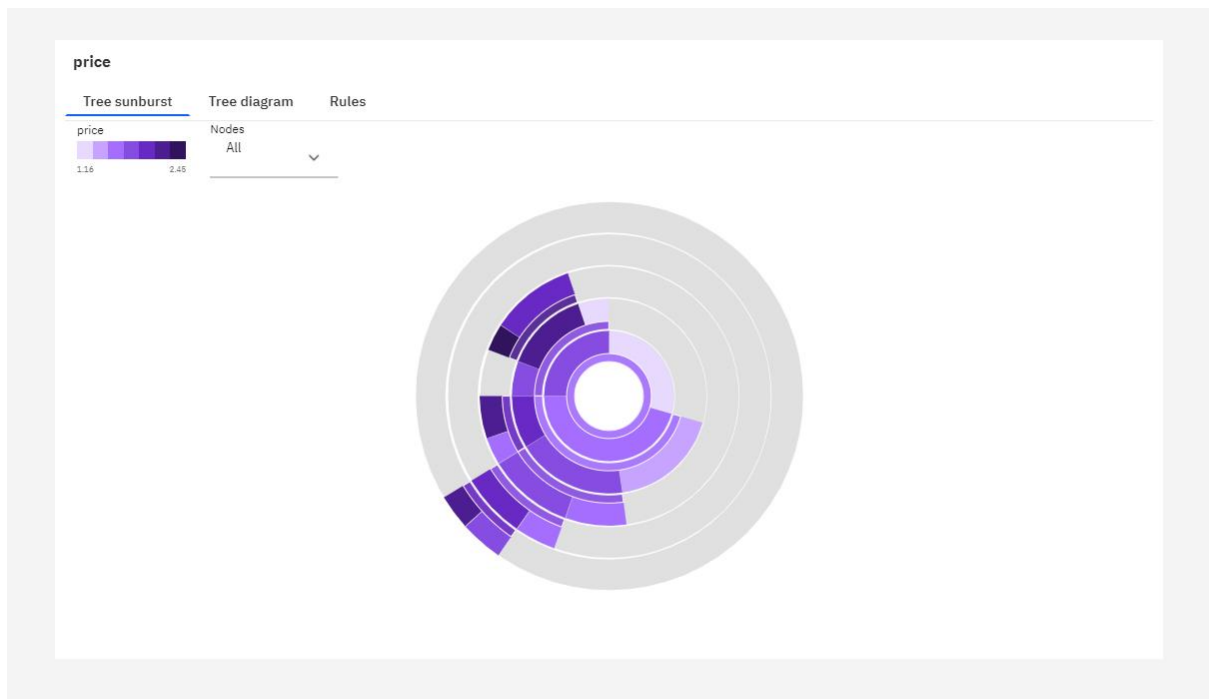 price
Tree sunburst Tree diagram Rules
price Nodes
All
1.16 2.45